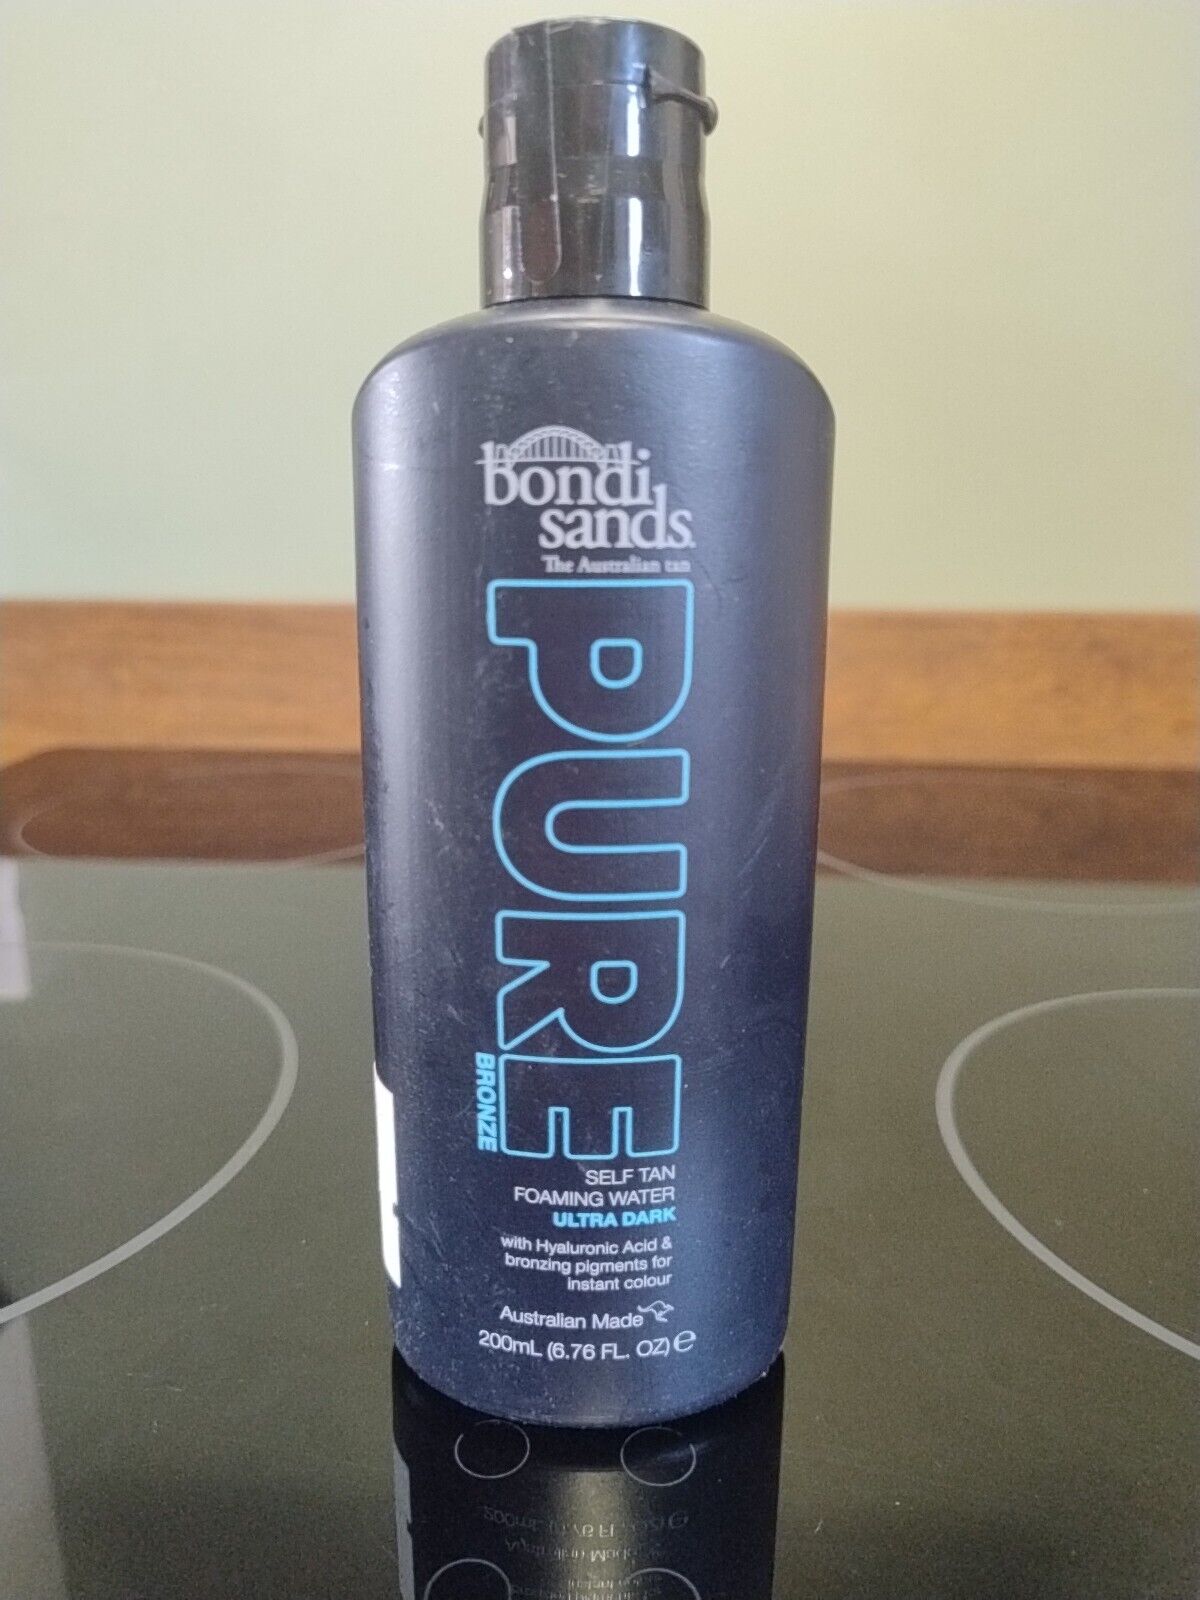 bondi
sands
The Australian tan
PURE
BRONZE
SELF TAN
FOAMING WATER
ULTRA DARK
with Hyaluronic Acid &
bronzing pigments for
instant colour
Australian Made
200mL (6.76 FL. OZ) ℮